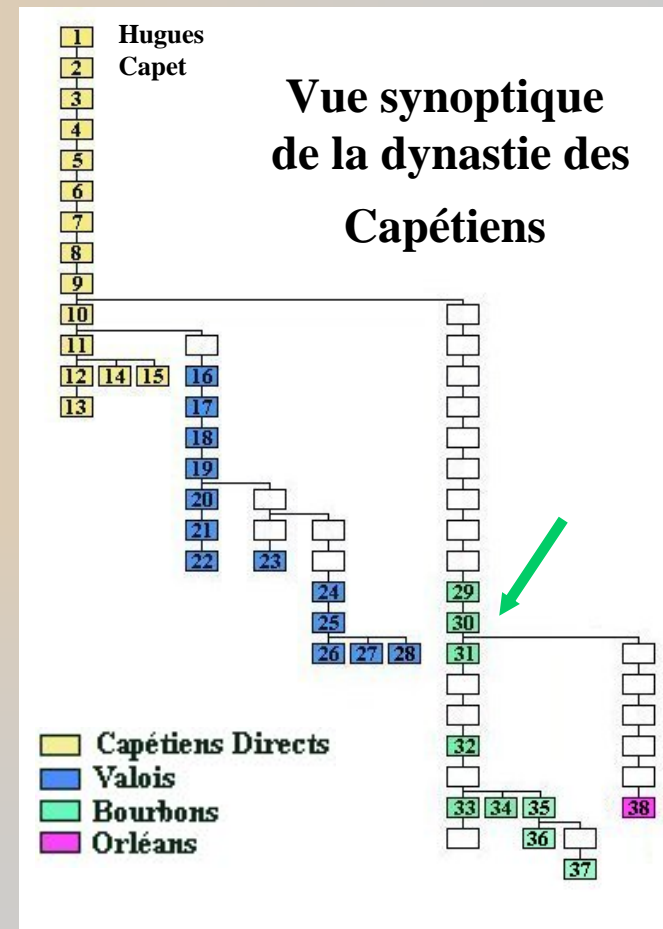 1 Hugues
2 Capet
Vue synoptique
de la dynastie des
Capétiens
3
4
5
6
7
8
9
10
11
12 14 15 16
13 17
18
19
20
21
22 23
24
25
26 27 28
29
30
31
32
33 34 35 38
36
37
Capétiens Directs
Valois
Bourbons
Orléans